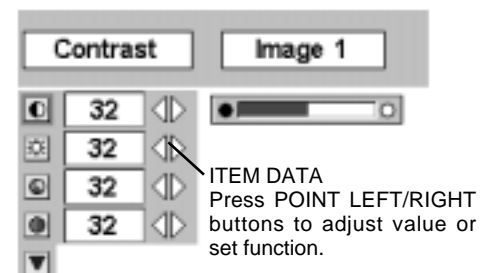 Contrast Image 1
32
32
32
32
ITEM DATA
Press POINT LEFT/RIGHT
buttons to adjust value or
set function.